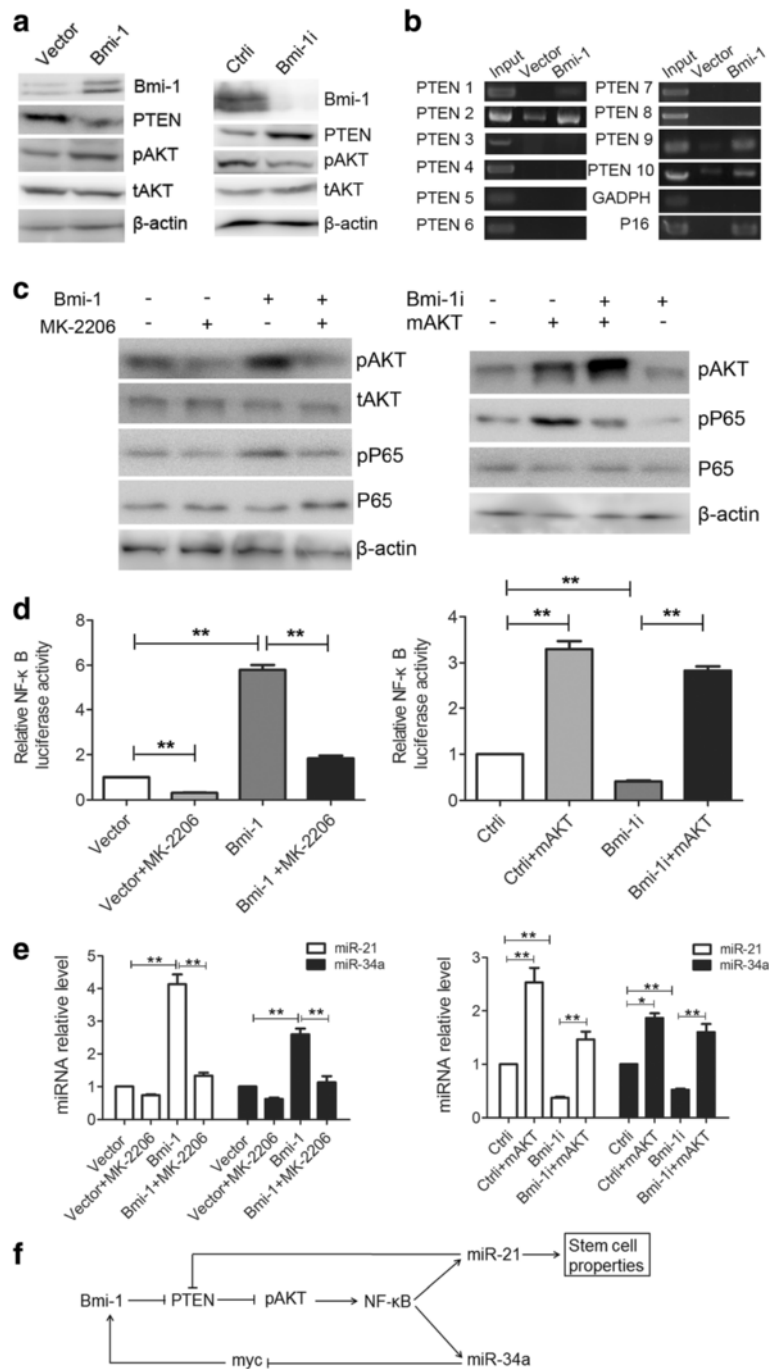 a
Vector Bmi-1
Bmi-1
PTEN
pAKT
tAKT
β-actin
Ctrli Bmi-1i
Bmi-1
PTEN
pAKT
tAKT
β-actin
b
Input Vector Bmi-1
PTEN 1
PTEN 2
PTEN 3
PTEN 4
PTEN 5
PTEN 6
Input Vector Bmi-1
PTEN 7
PTEN 8
PTEN 9
PTEN 10
GADPH
P16
c
Bmi-1 - - + +
MK-2206 - + - +
pAKT
tAKT
pP65
P65
β-actin
Bmi-1i - - + +
mAKT - + + -
pAKT
pP65
P65
β-actin
d
Relative NF-κ B
luciferase activity
8
6
4
2
0
**
**
**
Vector
Vector+MK-2206
Bmi-1
Bmi-1 +MK-2206
Relative NF-κ B
luciferase activity
4
3
2
1
0
**
**
**
Ctrli
Ctrli+mAKT
Bmi-1i
Bmi-1i+mAKT
e
miRNA relative level
5
4
3
2
1
0
miR-21
miR-34a
**
**
**
**
Vector
Vector+MK-2206
Bmi-1
Bmi-1+MK-2206
Vector
Vector+MK-2206
Bmi-1
Bmi-1+MK-2206
miRNA relative level
3
2
1
0
miR-21
miR-34a
**
**
**
**
*
**
Ctrli
Ctrli+mAKT
Bmi-1i
Bmi-1i+mAKT
Ctrli
Ctrli+mAKT
Bmi-1i
Bmi-1i+mAKT
f
miR-21
Stem cell
properties
Bmi-1 PTEN pAKT NF-κB
myc
miR-34a